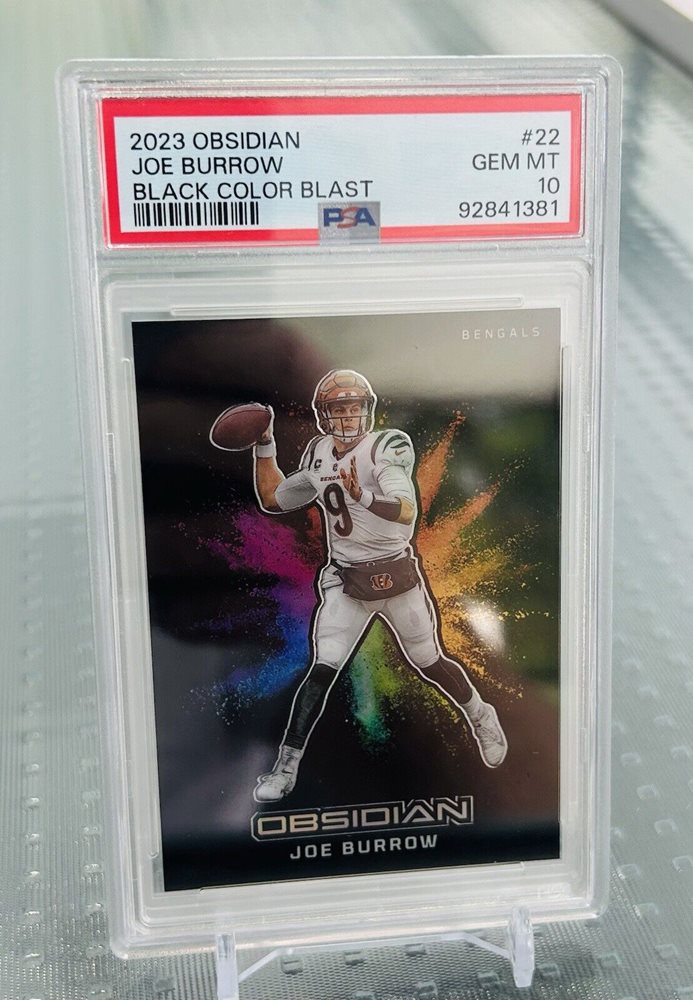 2023 OBSIDIAN #22
JOE BURROW GEM MT
BLACK COLOR BLAST 10
PSA 92841381
BENGALS
C
BENGALS
9
B
OBSIDIAN
JOE BURROW